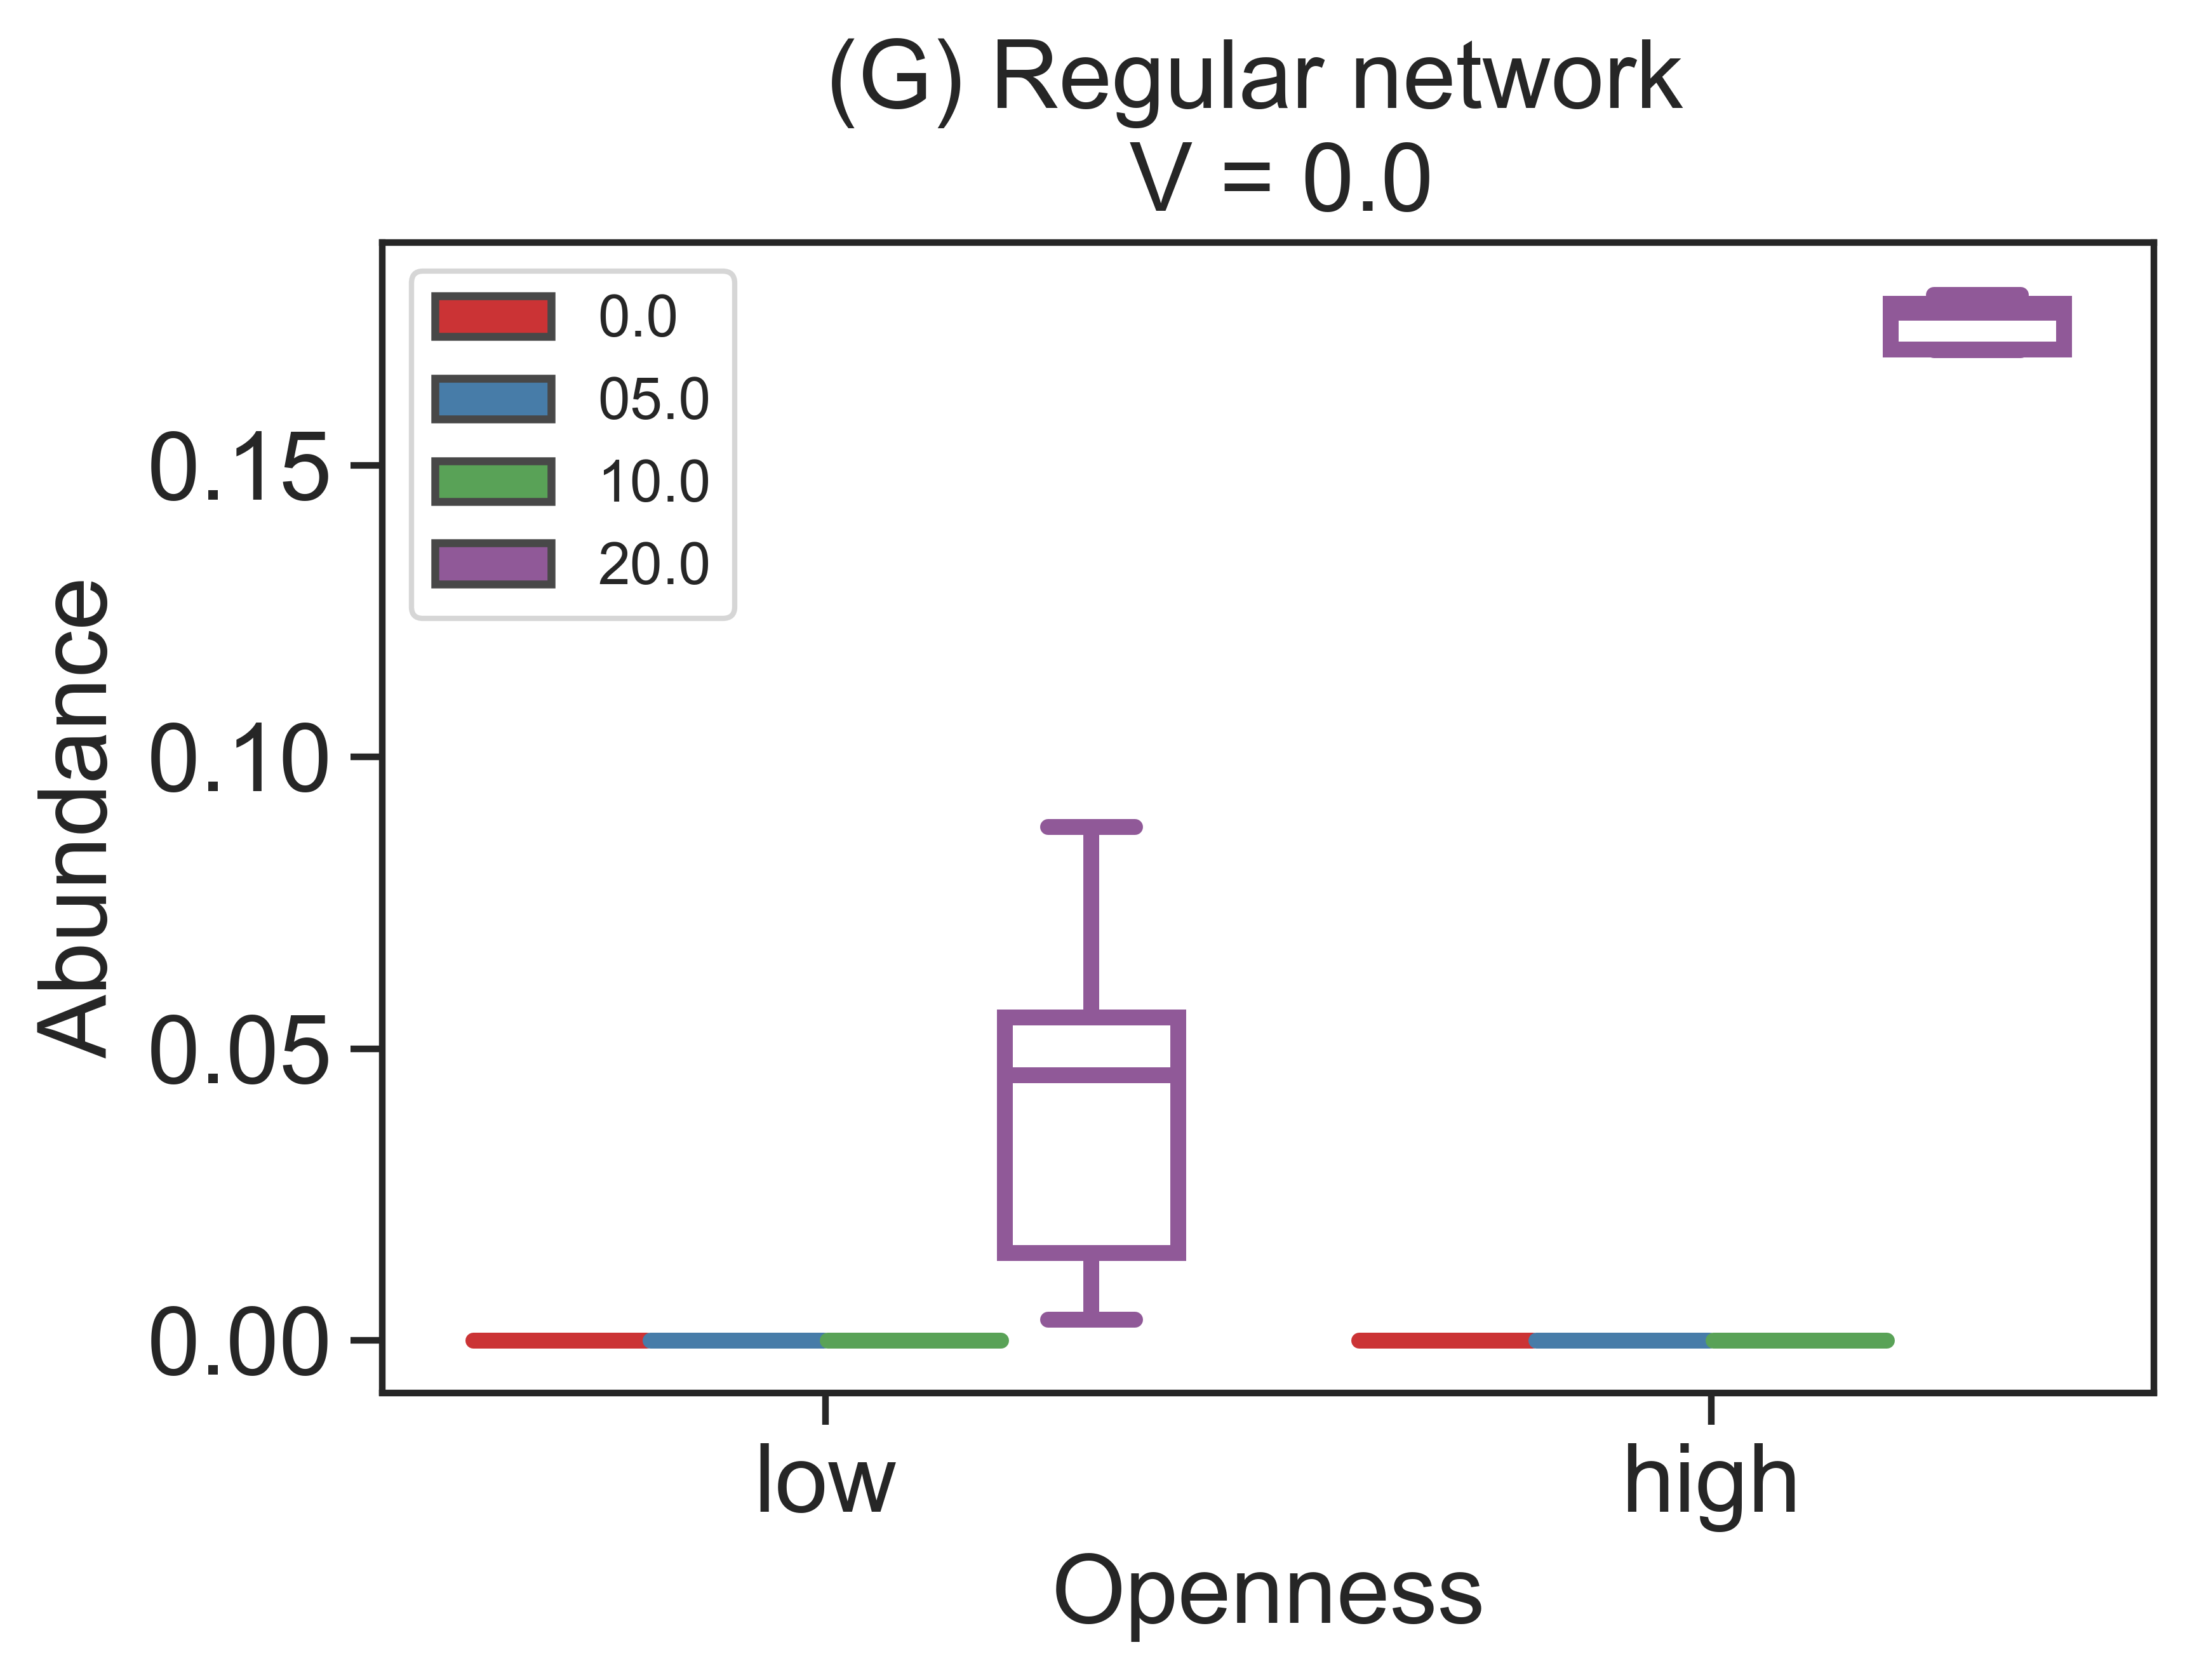 (G) Regular network
V = 0.0
0.0
05.0
10.0
20.0
Abundance
0.15
0.10
0.05
0.00
low
high
Openness